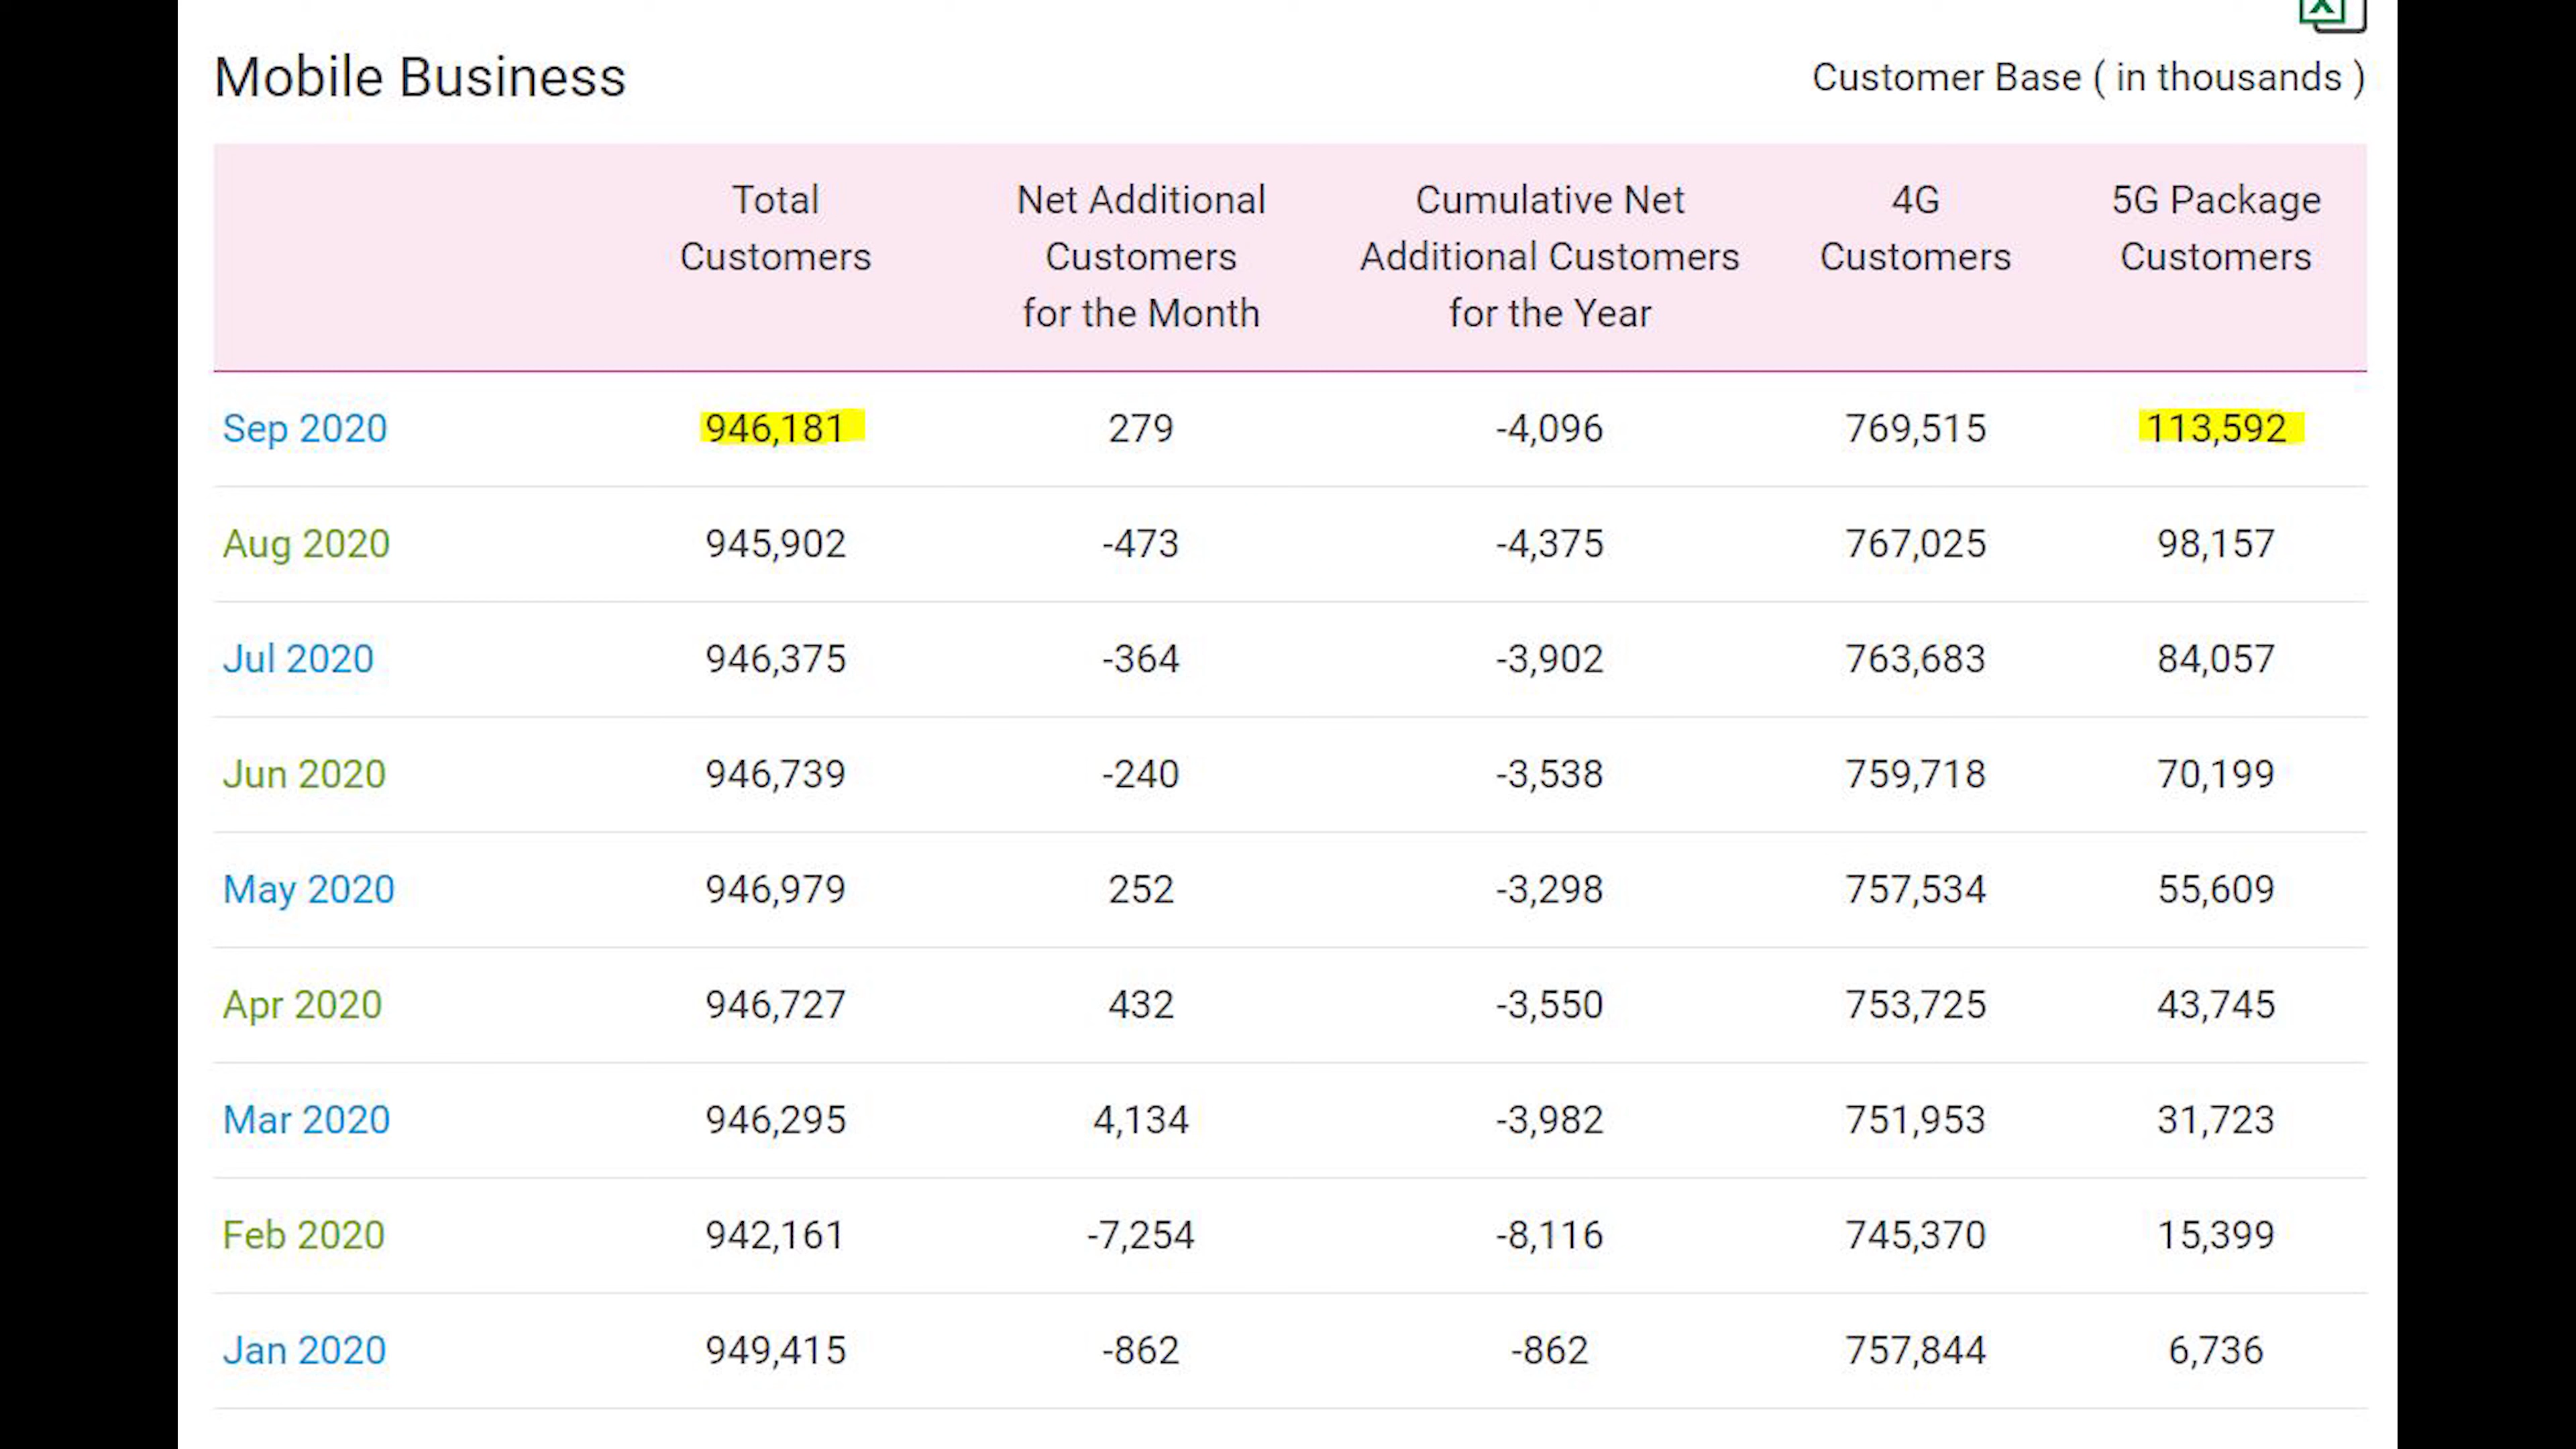 Mobile Business Customer Base ( in thousands )
Total Net Additional Cumulative Net 4G 5G Package
Customers Customers Additional Customers Customers Customers
for the Month for the Year
Sep 2020 946,181 279 -4,096 769,515 113,592
Aug 2020 945,902 -473 -4,375 767,025 98,157
Jul 2020 946,375 -364 -3,902 763,683 84,057
Jun 2020 946,739 -240 -3,538 759,718 70,199
May 2020 946,979 252 -3,298 757,534 55,609
Apr 2020 946,727 432 -3,550 753,725 43,745
Mar 2020 946,295 4,134 -3,982 751,953 31,723
Feb 2020 942,161 -7,254 -8,116 745,370 15,399
Jan 2020 949,415 -862 -862 757,844 6,736